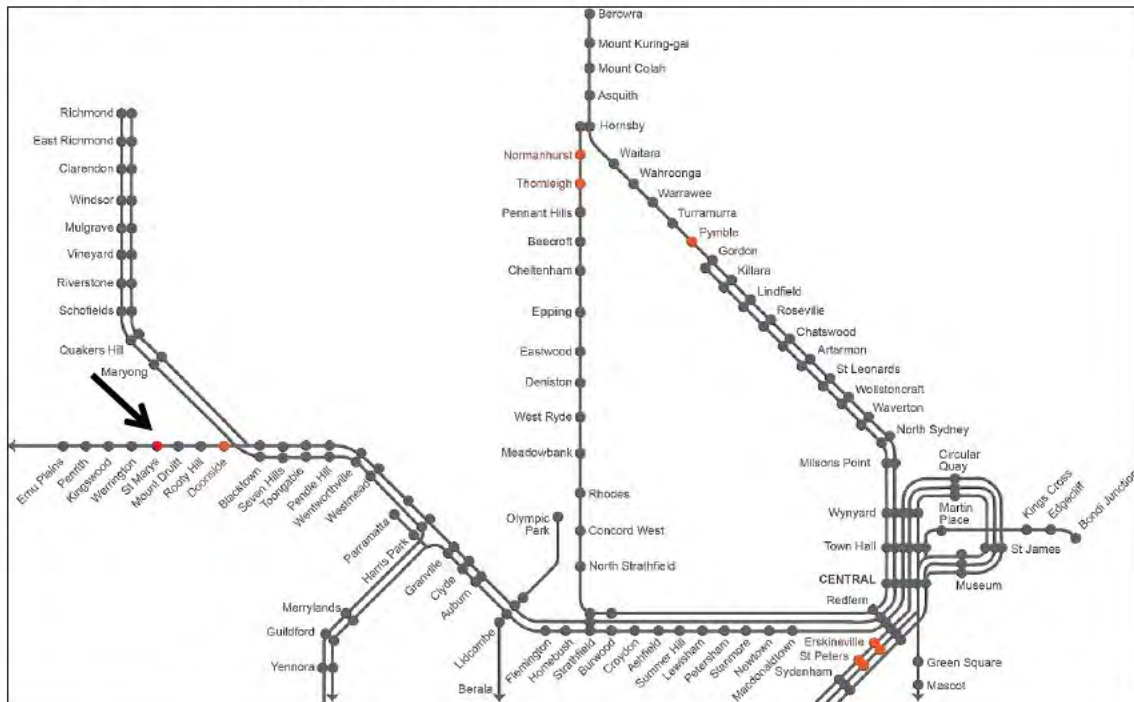 Berowra
Mount Kuring-gai
Mount Colah
Asquith
Hornsby
Normanhurst
Thornleigh
Pennant Hills
Beecroft
Cheltenham
Epping
Eastwood
Deniston
West Ryde
Meadowbank
Rhodes
Concord West
North Strathfield
Waitara
Wahroonga
Warrawee
Turramurra
Pymble
Gordon
Killara
Lindfield
Roseville
Chatswood
Artarmon
St Leonards
Wollstoncraft
Waverton
North Sydney
Milsons Point
Wynyard
Town Hall
CENTRAL
Redfern
Circular
Quay
Martin
Place
St James
Museum
Kings Cross
Edgecliff
Bondi Junction
Richmond
East Richmond
Clarendon
Windsor
Mulgrave
Vineyard
Riverstone
Schofields
Quakers Hill
Maryong
Emu Plains
Penrith
Kingswood
Werrington
St Marys
Mount Druitt
Rooty Hill
Doonside
Blacktown
Seven Hills
Toongabie
Pendle Hill
Wentworthville
Westmead
Parramatta
Harris Park
Granville
Clyde
Auburn
Merrylands
Guildford
Yennora
Olympic
Park
Lidcombe
Berala
Flemington
Homebush
Strathfield
Burwood
Croydon
Ashfield
Summer Hill
Lewisham
Petersham
Stanmore
Newtown
Macdonaldtown
Erskineville
St Peters
Sydenham
Green Square
Mascot